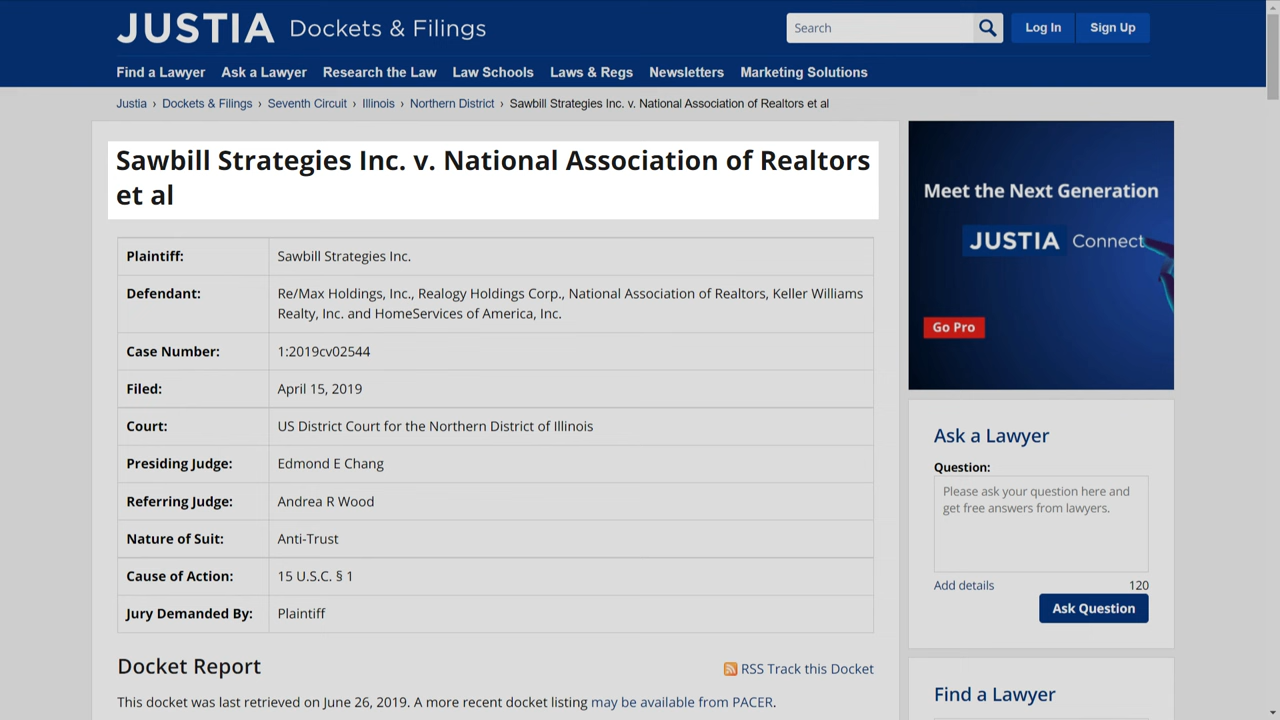 JUSTIA Dockets & Filings
Search
Log In
Sign Up
Find a Lawyer Ask a Lawyer Research the Law Law Schools Laws & Regs Newsletters Marketing Solutions
Justia › Dockets & Filings › Seventh Circuit › Illinois › Northern District › Sawbill Strategies Inc. v. National Association of Realtors et al
Sawbill Strategies Inc. v. National Association of Realtors
et al
Plaintiff: Sawbill Strategies Inc.
Defendant: Re/Max Holdings, Inc., Realogy Holdings Corp., National Association of Realtors, Keller Williams
Realty, Inc. and HomeServices of America, Inc.
Case Number: 1:2019cv02544
Filed: April 15, 2019
Court: US District Court for the Northern District of Illinois
Presiding Judge: Edmond E Chang
Referring Judge: Andrea R Wood
Nature of Suit: Anti-Trust
Cause of Action: 15 U.S.C. § 1
Jury Demanded By: Plaintiff
Docket Report
RSS Track this Docket
This docket was last retrieved on June 26, 2019. A more recent docket listing may be available from PACER.
Meet the Next Generation
JUSTIA Connect
Go Pro
Ask a Lawyer
Question:
Please ask your question here and
get free answers from lawyers.
Add details
120
Ask Question
Find a Lawyer